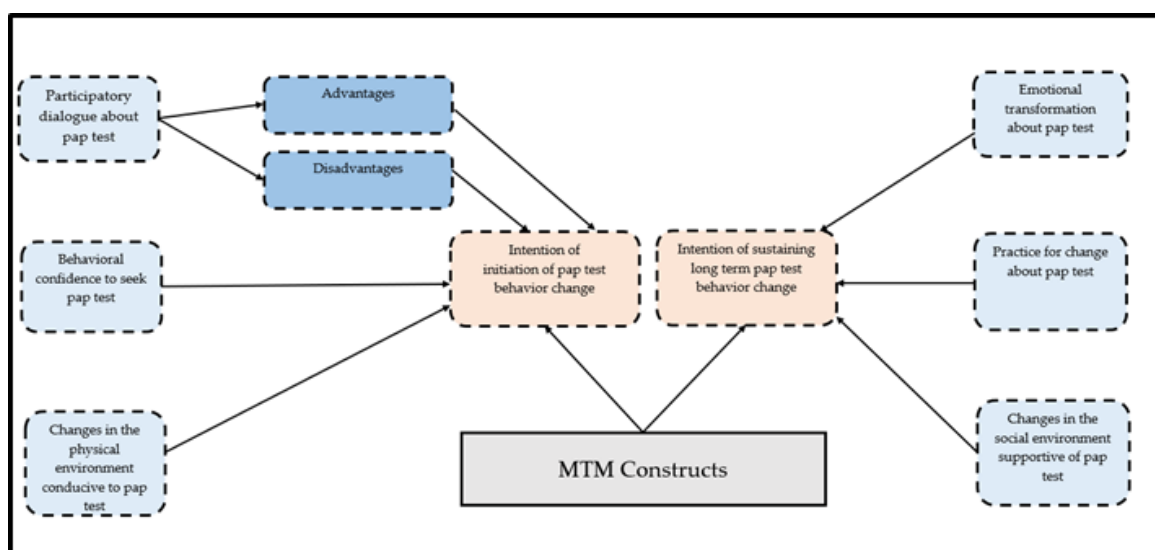 Participatory
dialogue about
pap test
Advantages
Disadvantages
Emotional
transformation
about pap test
Behavioral
confidence to seek
pap test
Intention of
initiation of pap test
behavior change
Intention of sustaining
long term pap test
behavior change
Practice for change
about pap test
Changes in the
physical
environment
conducive to pap
test
MTM Constructs
Changes in the
social environment
supportive of pap
test